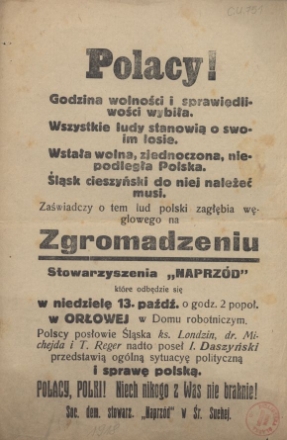 Polacy!
Godzina wolności i sprawiedli-
wości wybiła.
Wszystkie ludy stanowią o swo-
im losie.
Wstała wolna, zjednoczona, nie-
podległa Polska.
Śląsk cieszyński do niej należeć
musi.
Zaświadczy o tem lud polski zagłębia wę-
glowego na
Zgromadzeniu
Stowarzyszenia „NAPRZÓD"
które odbędzie się
w niedzielę 13. paźdź. o godz. 2 popoł.
w ORŁOWEJ w Domu robotniczym.
Polscy posłowie Śląska ks. Londzin, dr. Mi-
chejda i T. Reger nadto poseł I. Daszyński
przedstawią ogólną sytuacyę polityczną
i sprawę polską.
POLACY, POLKI! Niech nikogo z Was nie braknie!
Soc. dem. stowarz. „Naprzód" w Śr. Suchej.